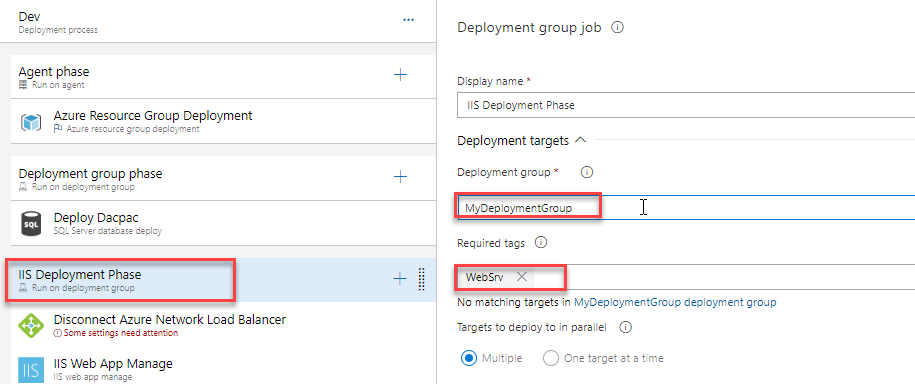 Dev
Deployment process
Agent phase
Run on agent
Azure Resource Group Deployment
Azure resource group deployment
Deployment group phase
Run on deployment group
SQL
Deploy Dacpac
SQL Server database deploy
IIS Deployment Phase
Run on deployment group
Disconnect Azure Network Load Balancer
Some settings need attention
IIS
IIS Web App Manage
IIS web app manage
Deployment group job
Display name *
IIS Deployment Phase
Deployment targets
Deployment group *
MyDeploymentGroup
Required tags
WebSrv
No matching targets in MyDeploymentGroup deployment group
Targets to deploy to in parallel
Multiple
One target at a time